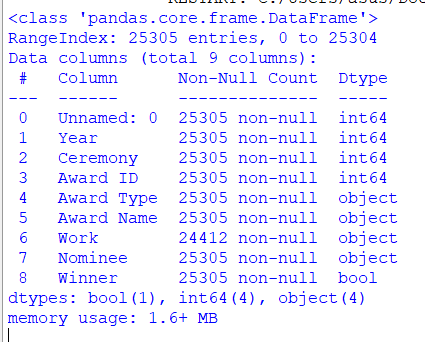 <class 'pandas.core.frame.DataFrame'>
RangeIndex: 25305 entries, 0 to 25304
Data columns (total 9 columns):
 #   Column      Non-Null Count  Dtype
---  ------      --------------  -----
 0   Unnamed: 0  25305 non-null  int64
 1   Year        25305 non-null  int64
 2   Ceremony    25305 non-null  int64
 3   Award ID    25305 non-null  int64
 4   Award Type  25305 non-null  object
 5   Award Name  25305 non-null  object
 6   Work        24412 non-null  object
 7   Nominee     25305 non-null  object
 8   Winner      25305 non-null  bool
dtypes: bool(1), int64(4), object(4)
memory usage: 1.6+ MB